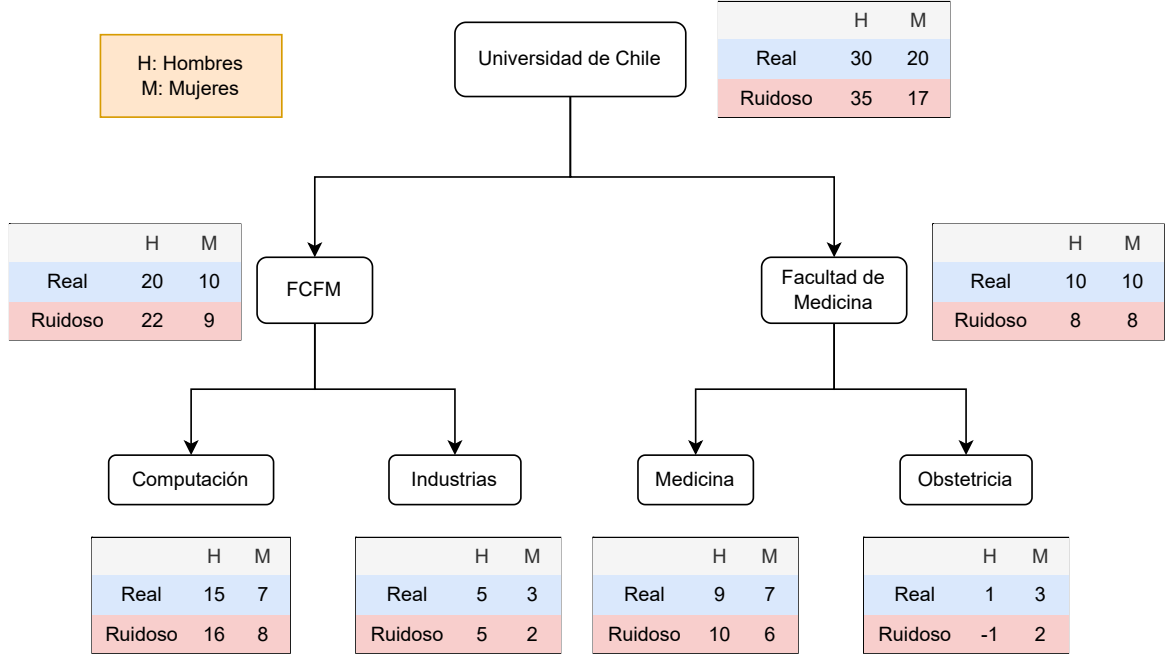 H: Hombres
M: Mujeres
Universidad de Chile
H M
Real 30 20
Ruidoso 35 17
H M
Real 20 10
Ruidoso 22 9
FCFM
Facultad de
Medicina
H M
Real 10 10
Ruidoso 8 8
Computación
Industrias
Medicina
Obstetricia
H M
Real 15 7
Ruidoso 16 8
H M
Real 5 3
Ruidoso 5 2
H M
Real 9 7
Ruidoso 10 6
H M
Real 1 3
Ruidoso -1 2